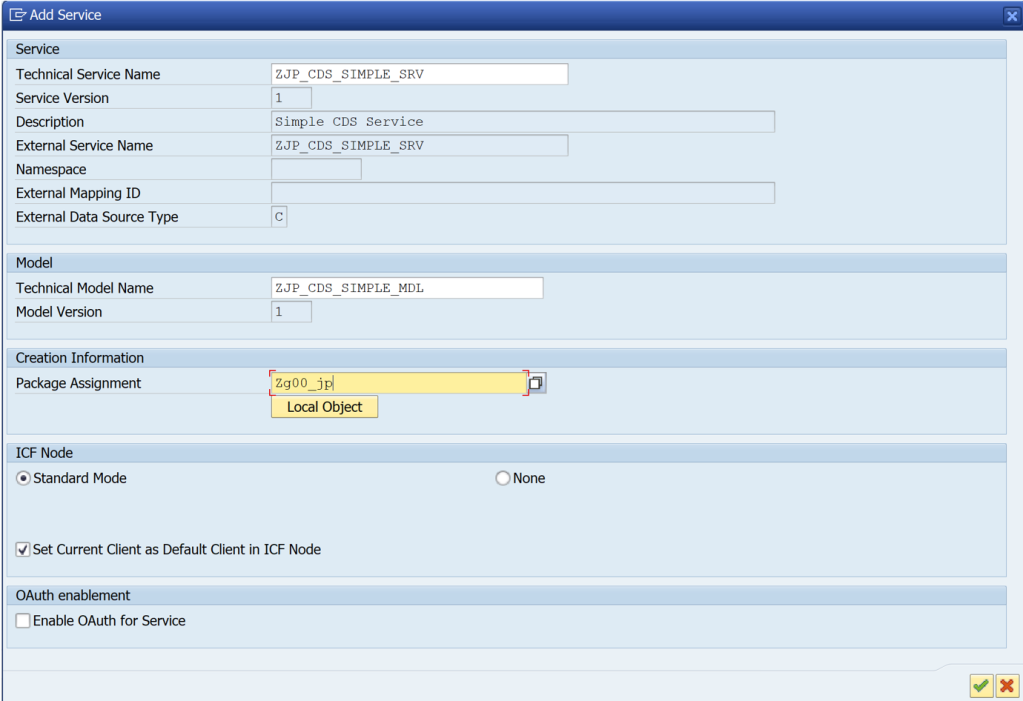 Add Service
Service
Technical Service Name ZJP_CDS_SIMPLE_SRV
Service Version 1
Description Simple CDS Service
External Service Name ZJP_CDS_SIMPLE_SRV
Namespace
External Mapping ID
External Data Source Type C
Model
Technical Model Name ZJP_CDS_SIMPLE_MDL
Model Version 1
Creation Information
Package Assignment Zg00_jp
Local Object
ICF Node
Standard Mode None
Set Current Client as Default Client in ICF Node
OAuth enablement
Enable OAuth for Service